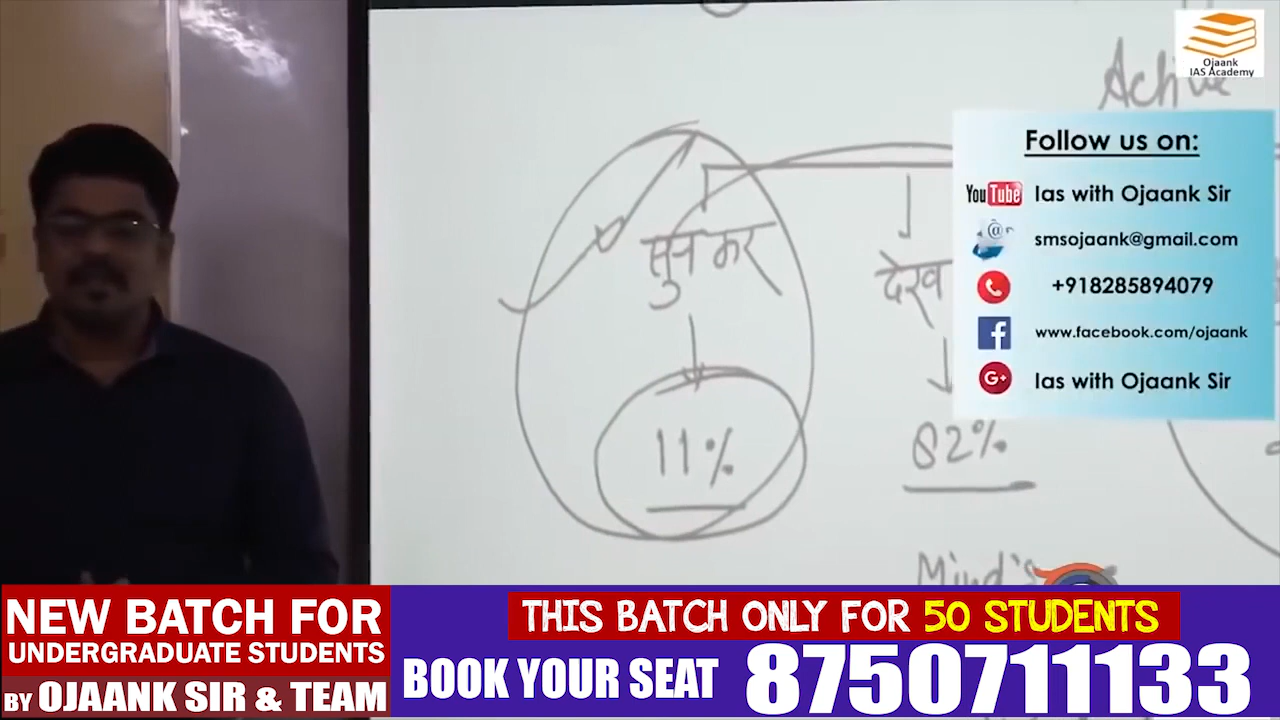 Ojaank
IAS Academy
Active
Follow us on:
YouTube Ias with Ojaank Sir
smsojaank@gmail.com
+918285894079
www.facebook.com/ojaank
G+ Ias with Ojaank Sir
सुन कर
देख
11%
82%
Mind's
NEW BATCH FOR
UNDERGRADUATE STUDENTS
BY OJAANK SIR & TEAM
THIS BATCH ONLY FOR 50 STUDENTS
BOOK YOUR SEAT 8750711133